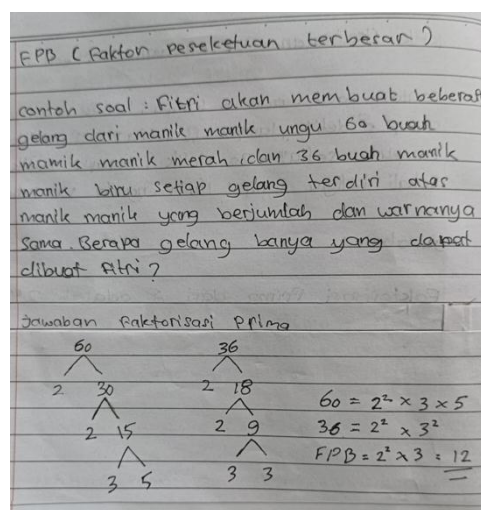 FPB (Faktor peseketuan terbesar)
contoh soal : Fitri akan membuat beberap
gelang dari manik manik ungu 60 buah
mamik manik merah, dan 36 buah manik
manik biru setiap gelang terdiri atas
manik manik yang berjumlah dan warnanya
sama. Berapa gelang banya yang dapat
dibuat fitri?
Jawaban Faktorisasi Prima
60 36
2 30 2 18
60 = 2² x 3 x 5
2 15 2 9
36 = 2² x 3²
FPB = 2² x 3 = 12
3 5 3 3